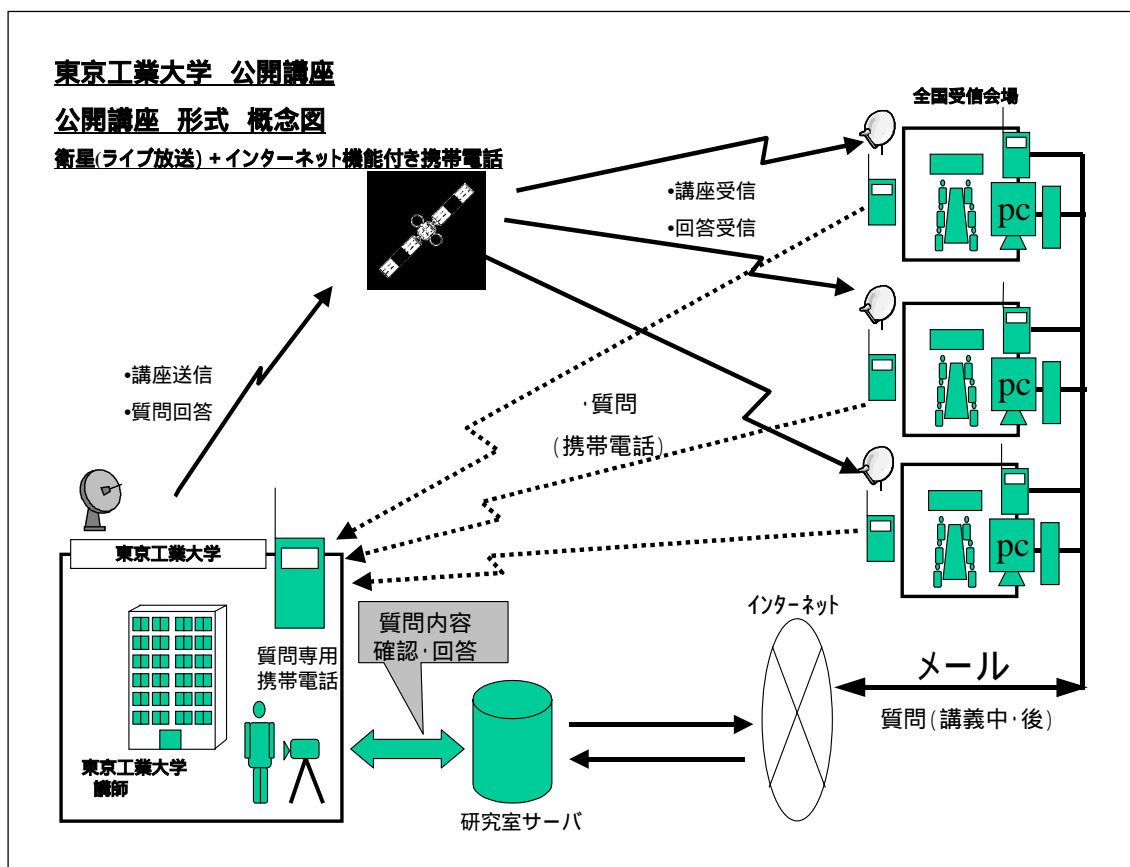 東京工業大学 公開講座
公開講座 形式 概念図
衛星(ライブ放送)+インターネット機能付き携帯電話
全国受信会場
•講座受信
•回答受信
pc
•講座送信
•質問回答
pc
・質問
(携帯電話)
pc
東京工業大学
質問専用
携帯電話
質問内容
確認・回答
インターネット
メール
質問(講義中・後)
東京工業大学
講師
研究室サーバ